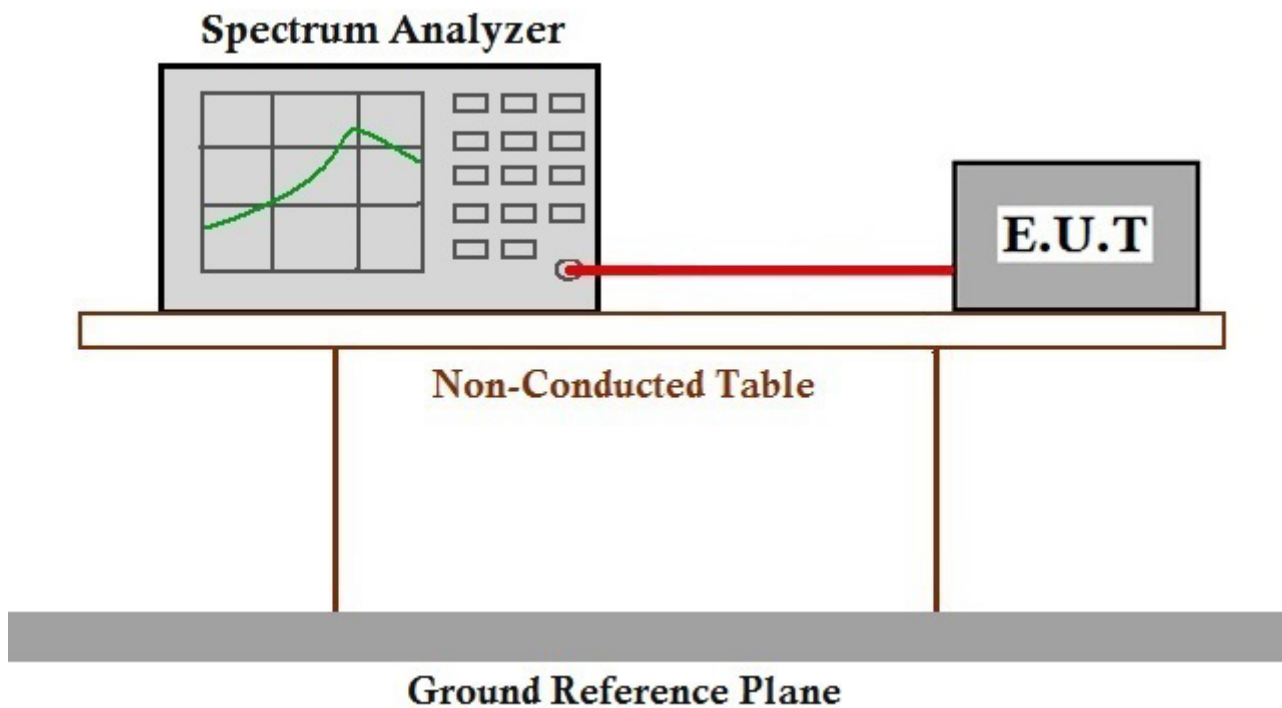 Spectrum Analyzer
E.U.T
Non-Conducted Table
Ground Reference Plane